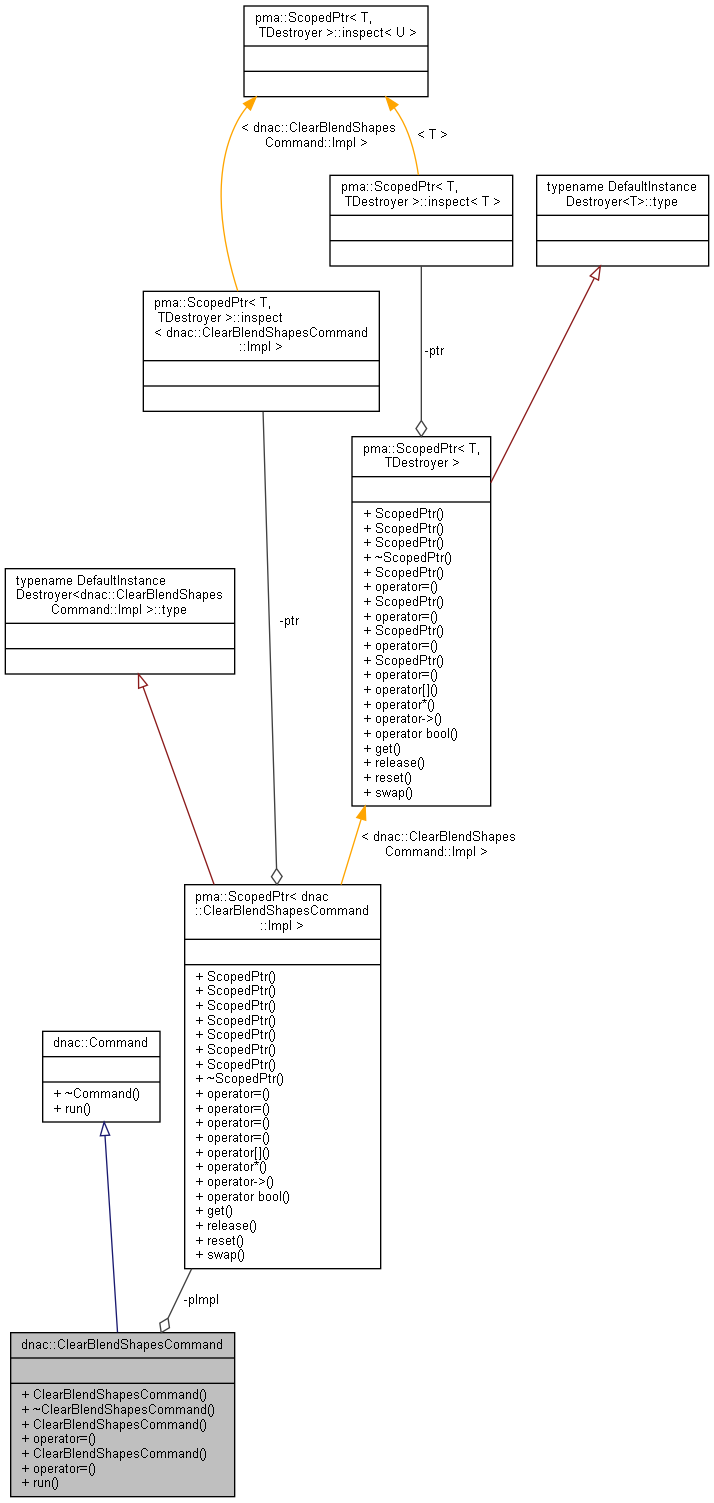 pma::ScopedPtr< T,
TDestroyer >::inspect< U >
< dnac::ClearBlendShapes
Command::Impl >
< T >
pma::ScopedPtr< T,
TDestroyer >::inspect< T >
typename DefaultInstance
Destroyer<T>::type
pma::ScopedPtr< T,
TDestroyer >::inspect
< dnac::ClearBlendShapesCommand
::Impl >
-ptr
pma::ScopedPtr< T,
TDestroyer >
+ ScopedPtr()
+ ScopedPtr()
+ ScopedPtr()
+ ~ScopedPtr()
+ ScopedPtr()
+ operator=()
+ ScopedPtr()
+ operator=()
+ ScopedPtr()
+ operator=()
+ ScopedPtr()
+ operator=()
+ operator[]()
+ operator*()
+ operator->()
+ operator bool()
+ get()
+ release()
+ reset()
+ swap()
typename DefaultInstance
Destroyer<dnac::ClearBlendShapes
Command::Impl >::type
-ptr
< dnac::ClearBlendShapes
Command::Impl >
pma::ScopedPtr< dnac
::ClearBlendShapesCommand
::Impl >
+ ScopedPtr()
+ ScopedPtr()
+ ScopedPtr()
+ ScopedPtr()
+ ScopedPtr()
+ ScopedPtr()
+ ScopedPtr()
+ ~ScopedPtr()
+ operator=()
+ operator=()
+ operator=()
+ operator=()
+ operator[]()
+ operator*()
+ operator->()
+ operator bool()
+ get()
+ release()
+ reset()
+ swap()
dnac::Command
+ ~Command()
+ run()
-pImpl
dnac::ClearBlendShapesCommand
+ ClearBlendShapesCommand()
+ ~ClearBlendShapesCommand()
+ ClearBlendShapesCommand()
+ operator=()
+ ClearBlendShapesCommand()
+ operator=()
+ run()